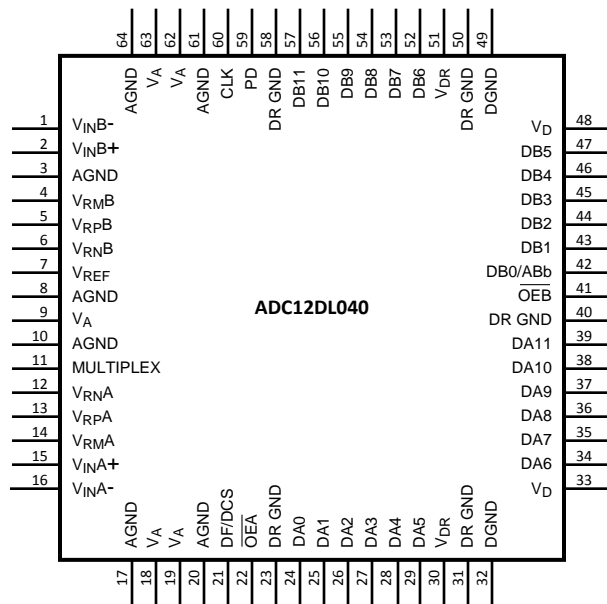 64 63 62 61 60 59 58 57 56 55 54 53 52 51 50 49
AGND VA VA AGND CLK PD DR GND DB11 DB10 DB9 DB8 DB7 DB6 VDR DR GND DGND
1 VINB-
2 VINB+
3 AGND
4 VRMB
5 VRPB
6 VRNB
7 VREF
8 AGND
9 VA
10 AGND
11 MULTIPLEX
12 VRNA
13 VRPA
14 VRMA
15 VINA+
16 VINA-
ADC12DL040
VD 48
DB5 47
DB4 46
DB3 45
DB2 44
DB1 43
DB0/ABb 42
OEB 41
DR GND 40
DA11 39
DA10 38
DA9 37
DA8 36
DA7 35
DA6 34
VD 33
AGND VA VA AGND DF/DCS OEA DR GND DA0 DA1 DA2 DA3 DA4 DA5 VDR DR GND DGND
17 18 19 20 21 22 23 24 25 26 27 28 29 30 31 32